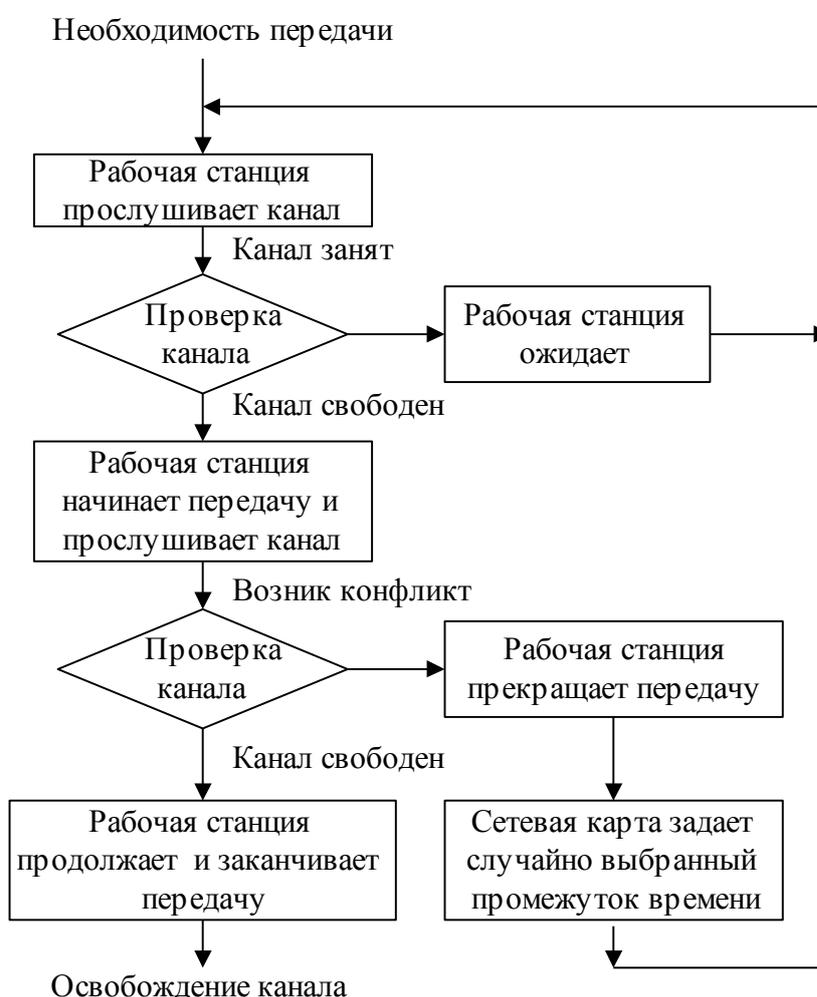 Необходимость передачи
Рабочая станция
прослушивает канал
Канал занят
Проверка
канала
Рабочая станция
ожидает
Канал свободен
Рабочая станция
начинает передачу и
прослушивает канал
Возник конфликт
Проверка
канала
Рабочая станция
прекращает передачу
Канал свободен
Рабочая станция
продолжает и заканчивает
передачу
Сетевая карта задает
случайно выбранный
промежуток времени
Освобождение канала